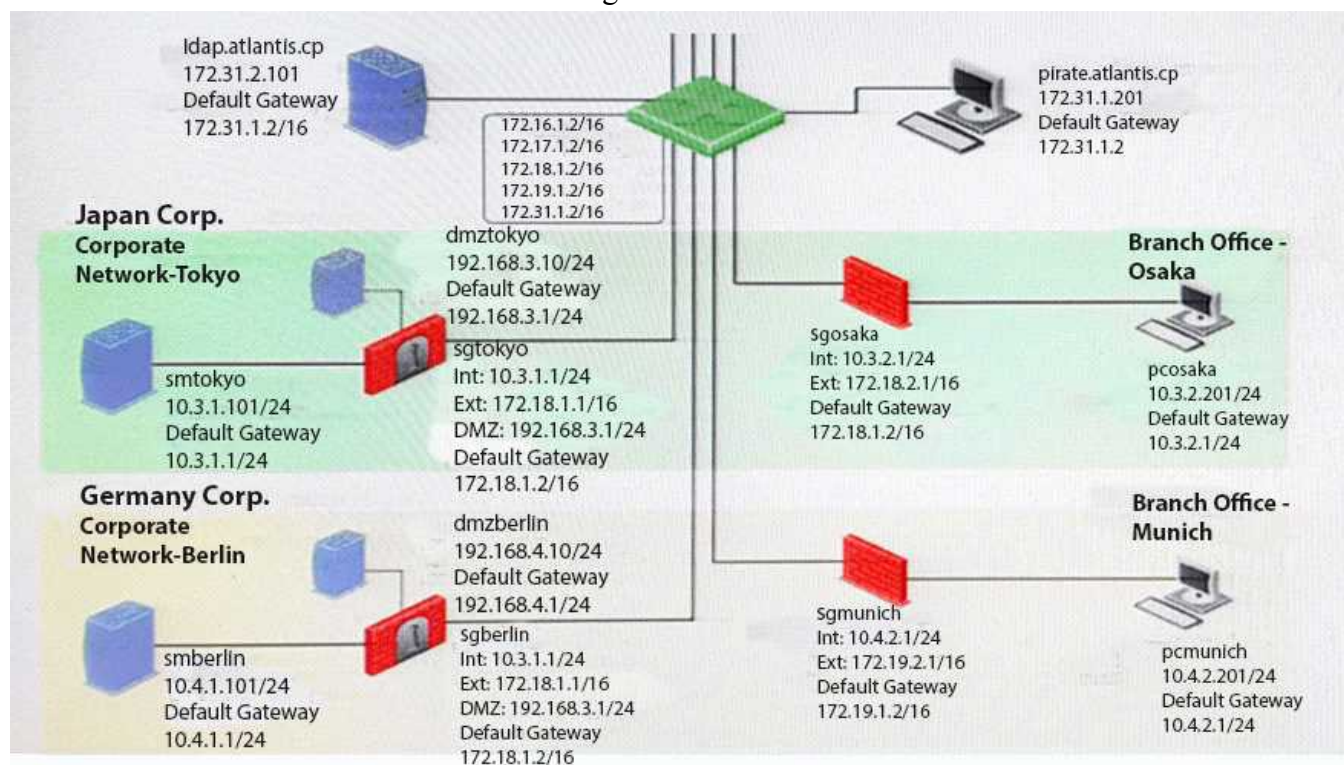 ldap.atlantis.cp
172.31.2.101
Default Gateway
172.31.1.2/16
pirate.atlantis.cp
172.31.1.201
Default Gateway
172.31.1.2
172.16.1.2/16
172.17.1.2/16
172.18.1.2/16
172.19.1.2/16
172.31.1.2/16
Japan Corp.
Corporate
Network-Tokyo
dmztokyo
192.168.3.10/24
Default Gateway
192.168.3.1/24
smtokyo
10.3.1.101/24
Default Gateway
10.3.1.1/24
sgtokyo
Int: 10.3.1.1/24
Ext: 172.18.1.1/16
DMZ: 192.168.3.1/24
Default Gateway
172.18.1.2/16
Branch Office -
Osaka
sgosaka
Int: 10.3.2.1/24
Ext: 172.18.2.1/16
Default Gateway
172.18.1.2/16
pcosaka
10.3.2.201/24
Default Gateway
10.3.2.1/24
Germany Corp.
Corporate
Network-Berlin
dmzberlin
192.168.4.10/24
Default Gateway
192.168.4.1/24
smberlin
10.4.1.101/24
Default Gateway
10.4.1.1/24
sgberlin
Int: 10.3.1.1/24
Ext: 172.18.1.1/16
DMZ: 192.168.3.1/24
Default Gateway
172.18.1.2/16
Branch Office -
Munich
Sgmunich
Int: 10.4.2.1/24
Ext: 172.19.2.1/16
Default Gateway
172.19.1.2/16
pcmunich
10.4.2.201/24
Default Gateway
10.4.2.1/24